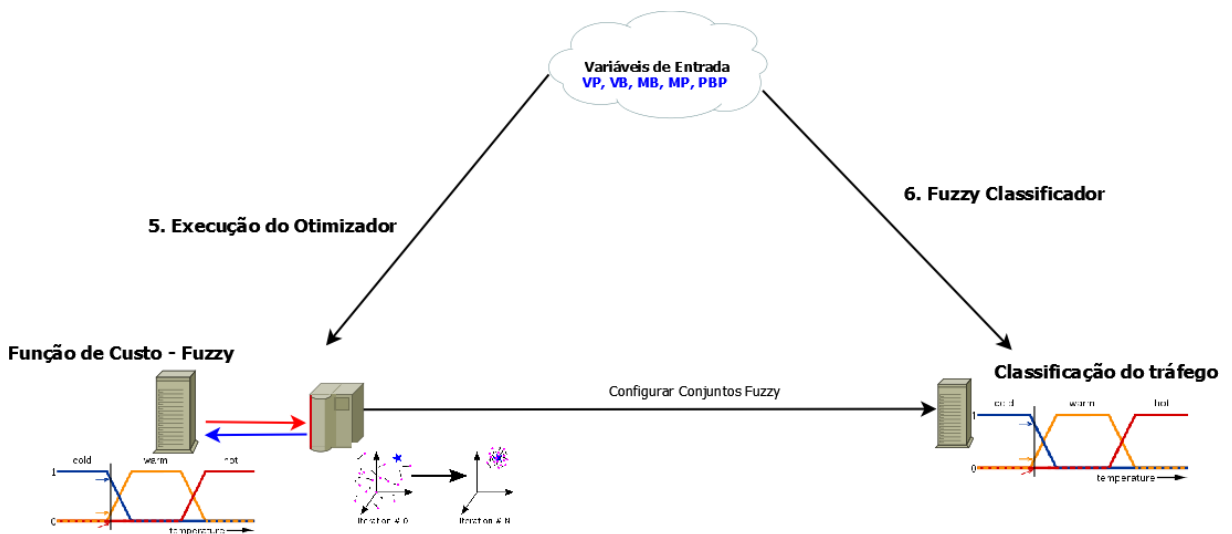 Variáveis de Entrada
VP, VB, MB, MP, PBP
6. Fuzzy Classificador
5. Execução do Otimizador
Função de Custo - Fuzzy
Classificação do tráfego
Configurar Conjuntos Fuzzy
cold warm hot
1
0
temperature
cold warm hot
1
0
temperature
Iteration # 0
Iteration # N